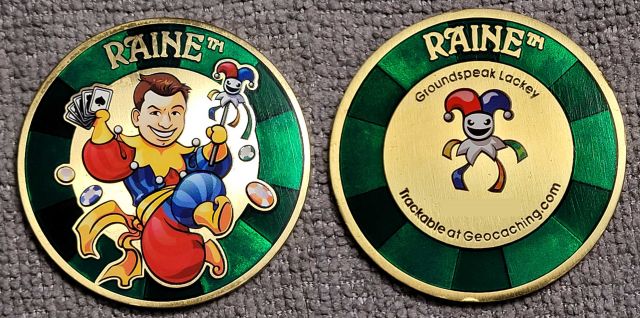 RAINE™
RAINE™
Groundspeak Lackey
Trackable at Geocaching.com